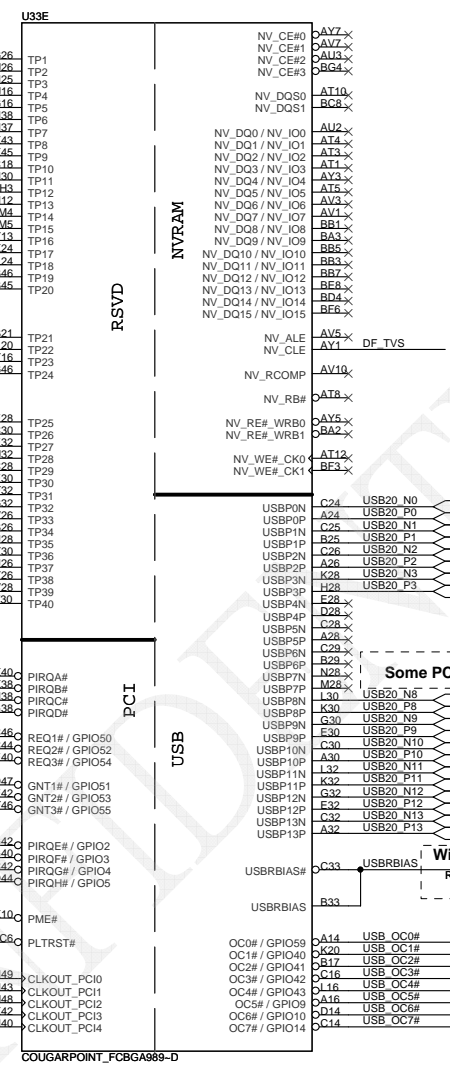 U33E
TP1
TP2
TP3
TP4
TP5
TP6
TP7
TP8
TP9
TP10
TP11
TP12
TP13
TP14
TP15
TP16
TP17
TP18
TP19
TP20
TP21
TP22
TP23
TP24
TP25
TP26
TP27
TP28
TP29
TP30
TP31
TP32
TP33
TP34
TP35
TP36
TP37
TP38
TP39
TP40
RSVD
PIRQA#
PIRQB#
PIRQC#
PIRQD#
REQ1# / GPIO50
REQ2# / GPIO52
REQ3# / GPIO54
GNT1# / GPIO51
GNT2# / GPIO53
GNT3# / GPIO55
PIRQE# / GPIO2
PIRQF# / GPIO3
PIRQG# / GPIO4
PIRQH# / GPIO5
PME#
PLTRST#
CLKOUT_PCI0
CLKOUT_PCI1
CLKOUT_PCI2
CLKOUT_PCI3
CLKOUT_PCI4
PCI
NVRAM
NV_CE#0 AY7
NV_CE#1 AV7
NV_CE#2 AU3
NV_CE#3 BG4
NV_DQS0 AT10
NV_DQS1 BC8
NV_DQ0 / NV_IO0 AU2
NV_DQ1 / NV_IO1 AT4
NV_DQ2 / NV_IO2 AT3
NV_DQ3 / NV_IO3 AT1
NV_DQ4 / NV_IO4 AY3
NV_DQ5 / NV_IO5 AT5
NV_DQ6 / NV_IO6 AV3
NV_DQ7 / NV_IO7 AV1
NV_DQ8 / NV_IO8 BB1
NV_DQ9 / NV_IO9 BA3
NV_DQ10 / NV_IO10 BB5
NV_DQ11 / NV_IO11 BB3
NV_DQ12 / NV_IO12 BB7
NV_DQ13 / NV_IO13 BE8
NV_DQ14 / NV_IO14 BD4
NV_DQ15 / NV_IO15 BF6
NV_ALE AV5
NV_CLE AY1 DF_TVS
NV_RCOMP AV10
NV_RB# AT8
NV_RE#_WRB0 AY5
NV_RE#_WRB1 BA2
NV_WE#_CK0 AT12
NV_WE#_CK1 BF3
USB
USBP0N C24 USB20_N0
USBP0P A24 USB20_P0
USBP1N C25 USB20_N1
USBP1P B25 USB20_P1
USBP2N C26 USB20_N2
USBP2P A26 USB20_P2
USBP3N K28 USB20_N3
USBP3P H28 USB20_P3
USBP4N E28
USBP4P D28
USBP5N C28
USBP5P A28
USBP6N C29
USBP6P B29
USBP7N N28
USBP7P M28
Some PC
USBP8N L30 USB20_N8
USBP8P K30 USB20_P8
USBP9N G30 USB20_N9
USBP9P E30 USB20_P9
USBP10N C30 USB20_N10
USBP10P A30 USB20_P10
USBP11N L32 USB20_N11
USBP11P K32 USB20_P11
USBP12N G32 USB20_N12
USBP12P E32 USB20_P12
USBP13N C32 USB20_N13
USBP13P A32 USB20_P13
USBRBIAS# C33 USBRBIAS
USBRBIAS B33
OC0# / GPIO59 A14 USB_OC0#
OC1# / GPIO40 K20 USB_OC1#
OC2# / GPIO41 B17 USB_OC2#
OC3# / GPIO42 C16 USB_OC3#
OC4# / GPIO43 L16 USB_OC4#
OC5# / GPIO9 A16 USB_OC5#
OC6# / GPIO10 D14 USB_OC6#
OC7# / GPIO14 C14 USB_OC7#
COUGARPOINT_FCBGA989~D